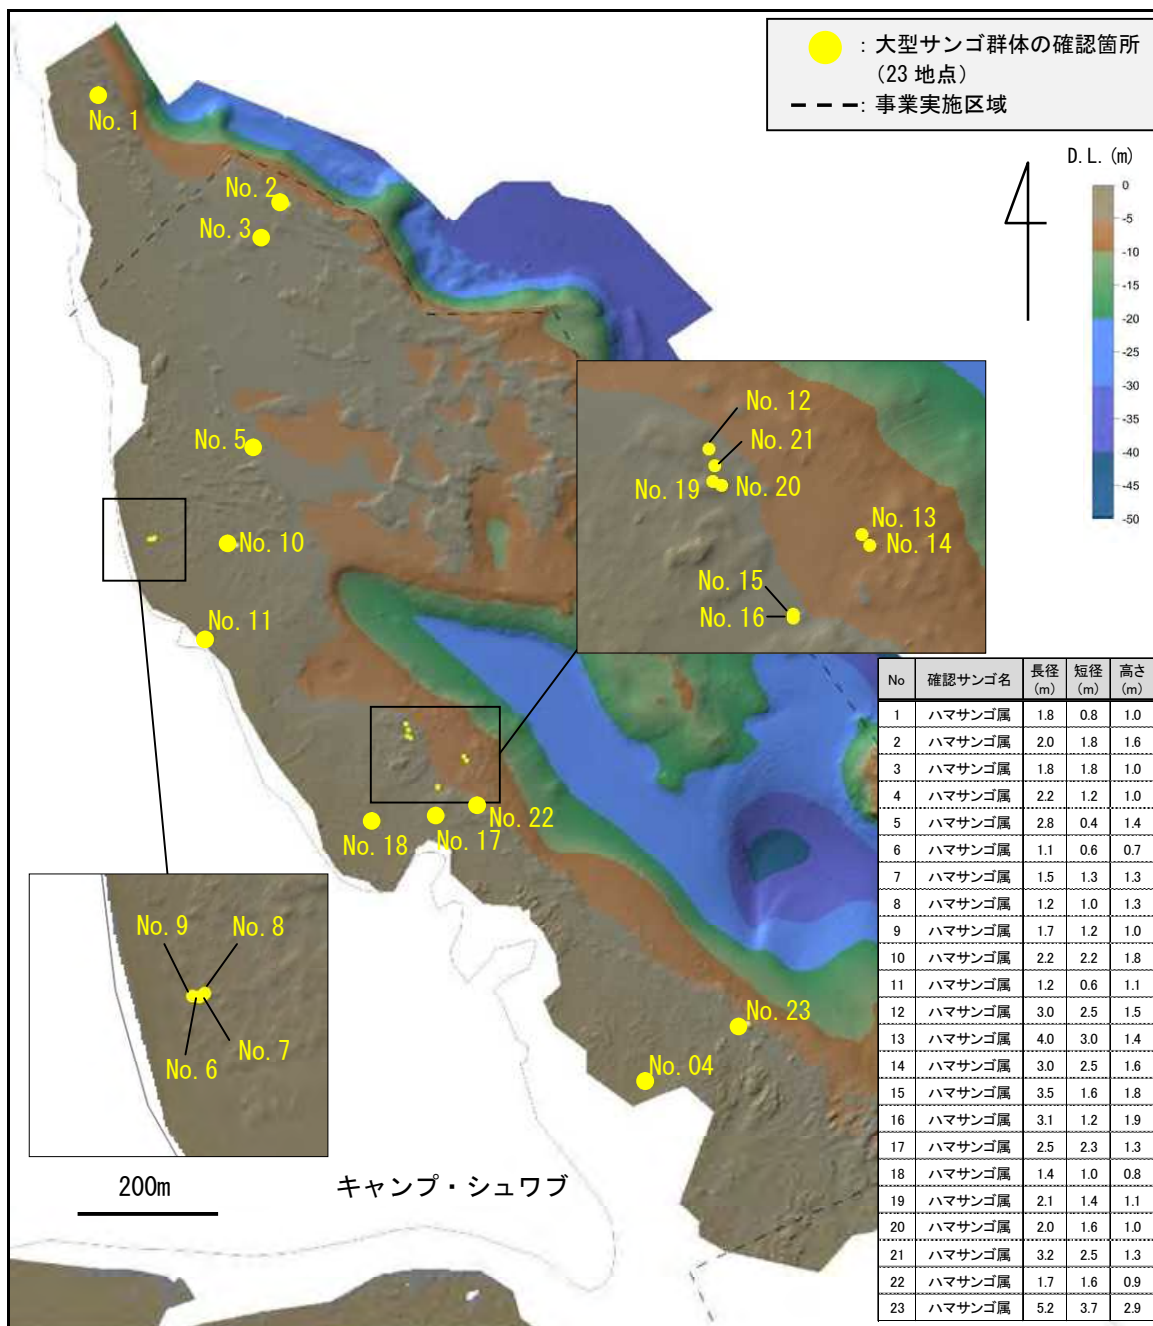 : 大型サンゴ群体の確認箇所
(23 地点)
: 事業実施区域
D.L.(m)
0
-5
-10
-15
-20
-25
-30
-35
-40
-45
-50
No. 1
No. 2
No. 3
No. 5
No. 10
No. 11
No. 12
No. 21
No. 19
No. 20
No. 13
No. 14
No. 15
No. 16
No. 22
No. 17
No. 18
No. 9
No. 8
No. 7
No. 6
No. 23
No. 04
200m
キャンプ・シュワブ
No 確認サンゴ名 長径(m) 短径(m) 高さ(m)
1 ハマサンゴ属 1.8 0.8 1.0
2 ハマサンゴ属 2.0 1.8 1.6
3 ハマサンゴ属 1.8 1.8 1.0
4 ハマサンゴ属 2.2 1.2 1.0
5 ハマサンゴ属 2.8 0.4 1.4
6 ハマサンゴ属 1.1 0.6 0.7
7 ハマサンゴ属 1.5 1.3 1.3
8 ハマサンゴ属 1.2 1.0 1.3
9 ハマサンゴ属 1.7 1.2 1.0
10 ハマサンゴ属 2.2 2.2 1.8
11 ハマサンゴ属 1.2 0.6 1.1
12 ハマサンゴ属 3.0 2.5 1.5
13 ハマサンゴ属 4.0 3.0 1.4
14 ハマサンゴ属 3.0 2.5 1.6
15 ハマサンゴ属 3.5 1.6 1.8
16 ハマサンゴ属 3.1 1.2 1.9
17 ハマサンゴ属 2.5 2.3 1.3
18 ハマサンゴ属 1.4 1.0 0.8
19 ハマサンゴ属 2.1 1.4 1.1
20 ハマサンゴ属 2.0 1.6 1.0
21 ハマサンゴ属 3.2 2.5 1.3
22 ハマサンゴ属 1.7 1.6 0.9
23 ハマサンゴ属 5.2 3.7 2.9